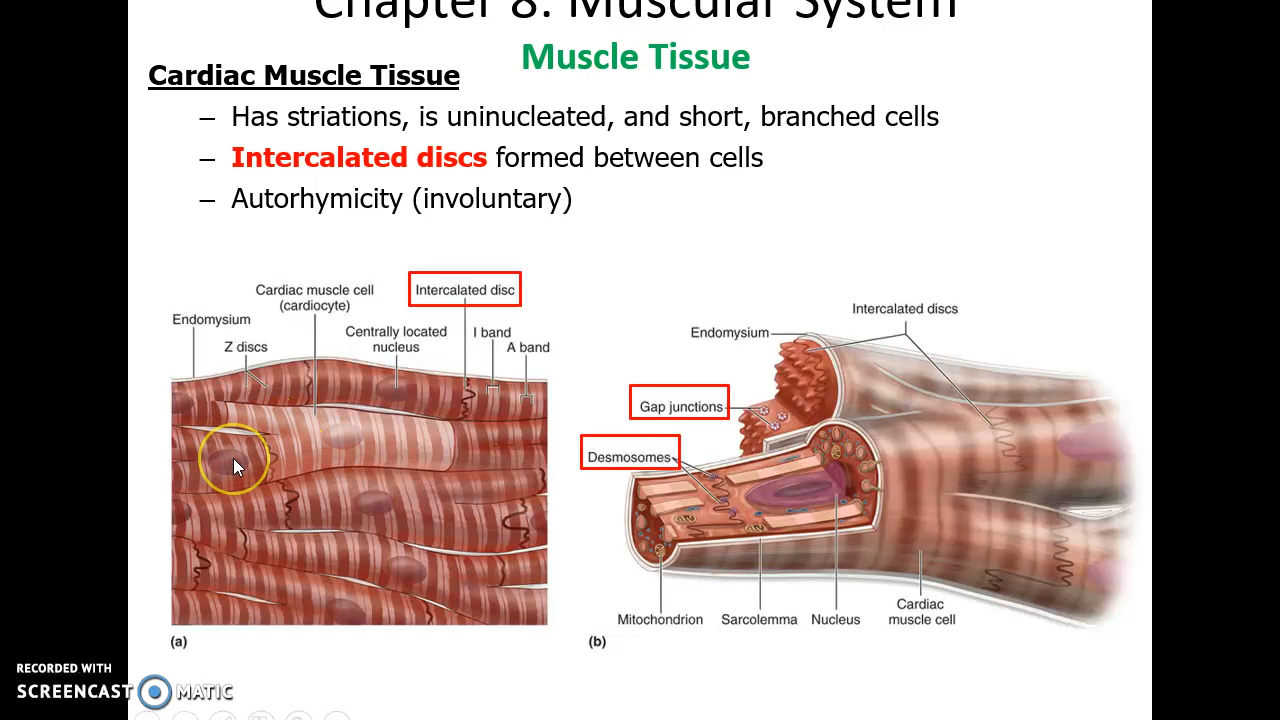 Chapter 8: Muscular System
Muscle Tissue
Cardiac Muscle Tissue
– Has striations, is uninucleated, and short, branched cells
– Intercalated discs formed between cells
– Autorhymicity (involuntary)
Endomysium
Z discs
Cardiac muscle cell
(cardiocyte)
Centrally located
nucleus
Intercalated disc
I band
A band
(a)
Intercalated discs
Endomysium
Gap junctions
Desmosomes
Mitochondrion
Sarcolemma
Nucleus
Cardiac
muscle cell
(b)
RECORDED WITH
SCREENCAST MATIC